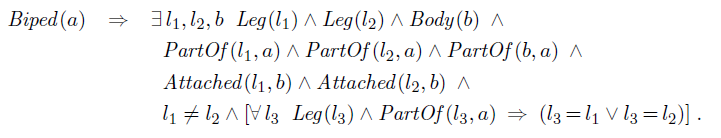 Biped(a) ⇒ ∃ l₁, l₂, b Leg(l₁) ∧ Leg(l₂) ∧ Body(b) ∧
PartOf(l₁, a) ∧ PartOf(l₂, a) ∧ PartOf(b, a) ∧
Attached(l₁, b) ∧ Attached(l₂, b) ∧
l₁ ≠ l₂ ∧ [∀ l₃ Leg(l₃) ∧ PartOf(l₃, a) ⇒ (l₃ = l₁ ∨ l₃ = l₂)] .